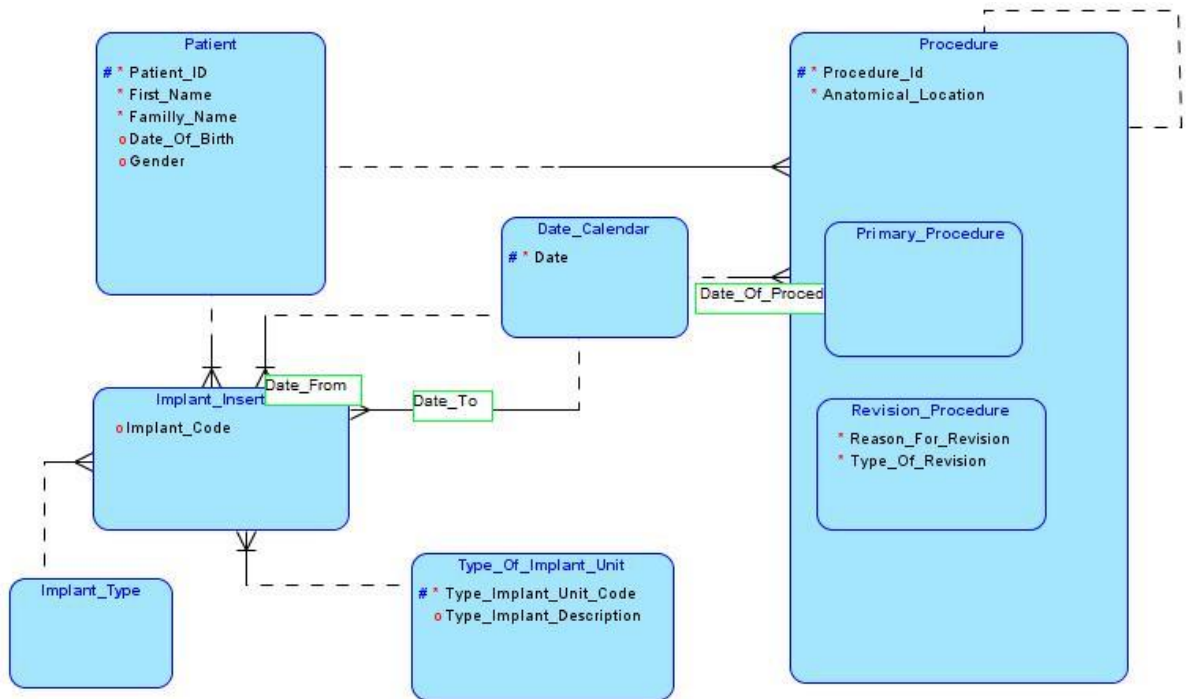 Patient
# * Patient_ID
* First_Name
* Familly_Name
o Date_Of_Birth
o Gender
Procedure
# * Procedure_Id
* Anatomical_Location
Date_Calendar
# * Date
Primary_Procedure
Date_Of_Proced
Revision_Procedure
* Reason_For_Revision
* Type_Of_Revision
Implant_Insert
o Implant_Code
Date_From
Date_To
Implant_Type
Type_Of_Implant_Unit
# * Type_Implant_Unit_Code
o Type_Implant_Description